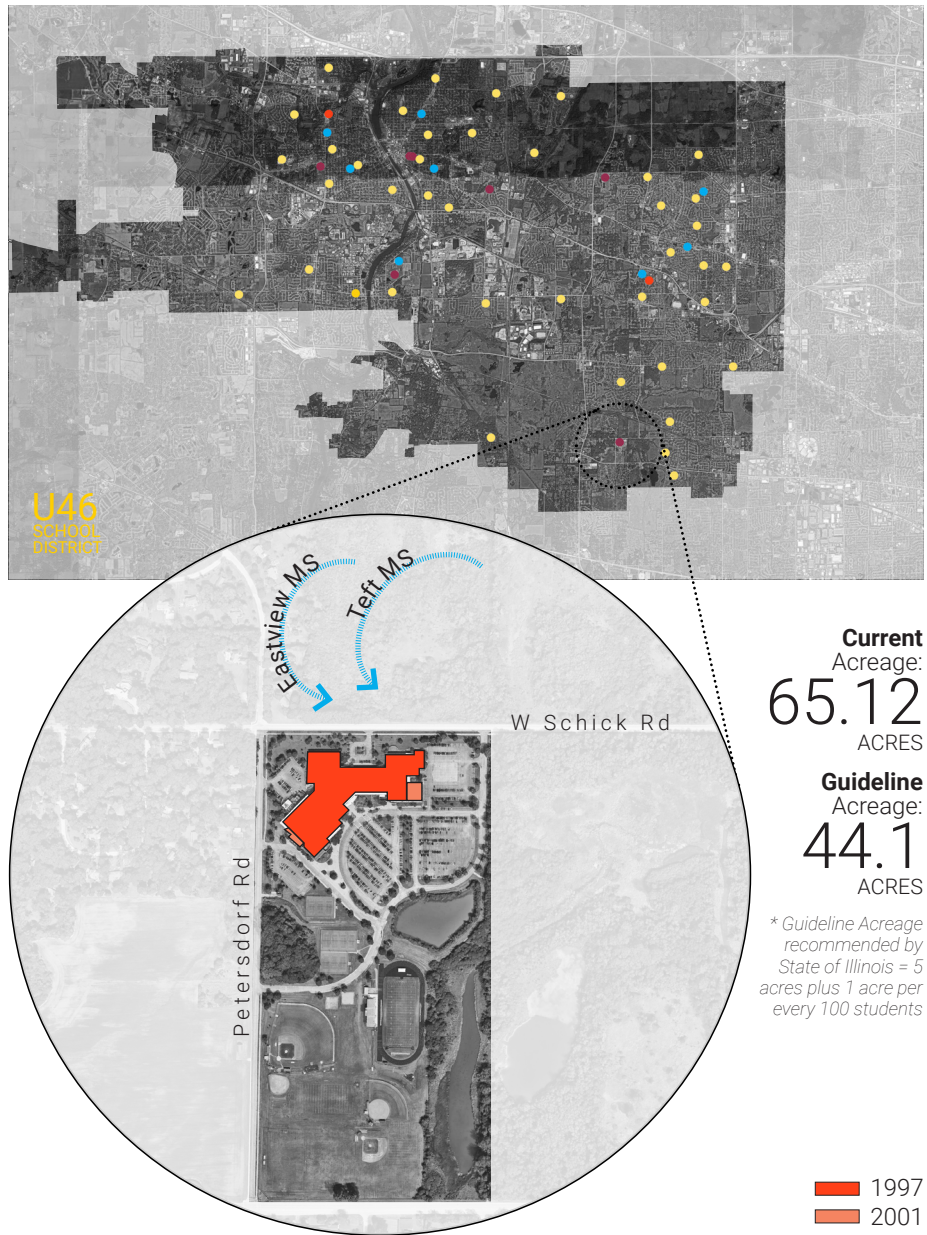 U46
SCHOOL
DISTRICT
Eastview MS
Teft MS
W Schick Rd
Petersdorf Rd
Current
Acreage:
65.12
ACRES
Guideline
Acreage:
44.1
ACRES
* Guideline Acreage
recommended by
State of Illinois = 5
acres plus 1 acre per
every 100 students
1997
2001